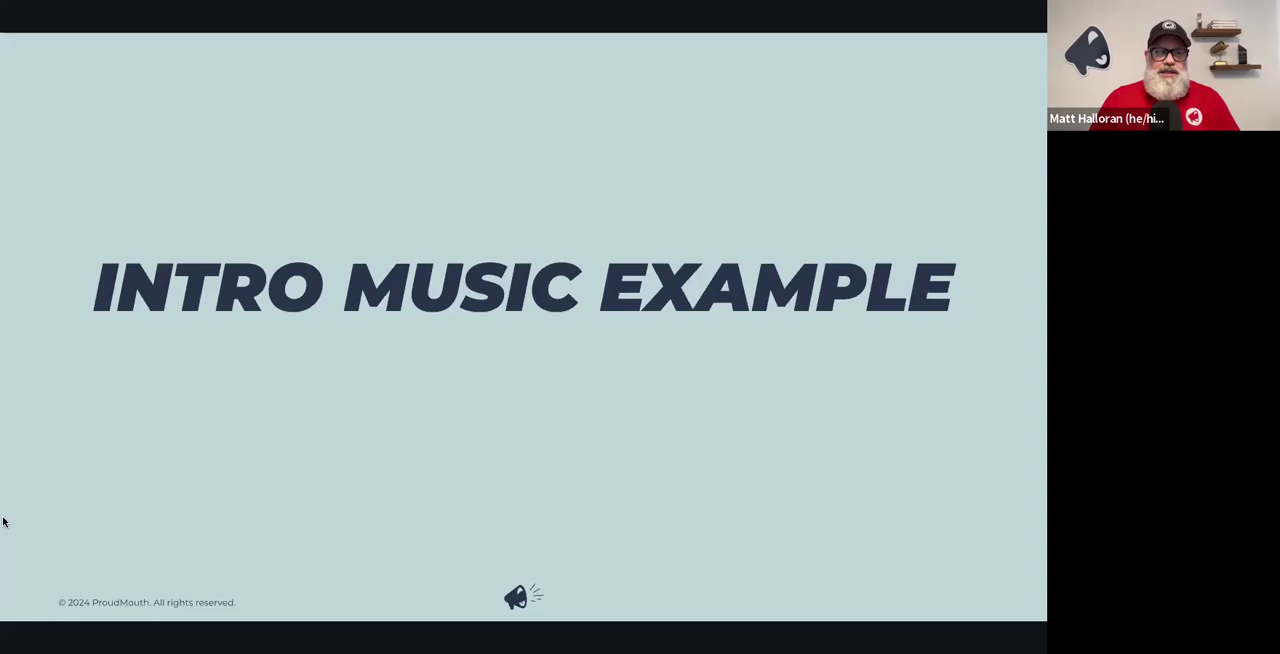 INTRO MUSIC EXAMPLE
Matt Halloran (he/hi...
© 2024 ProudMouth. All rights reserved.